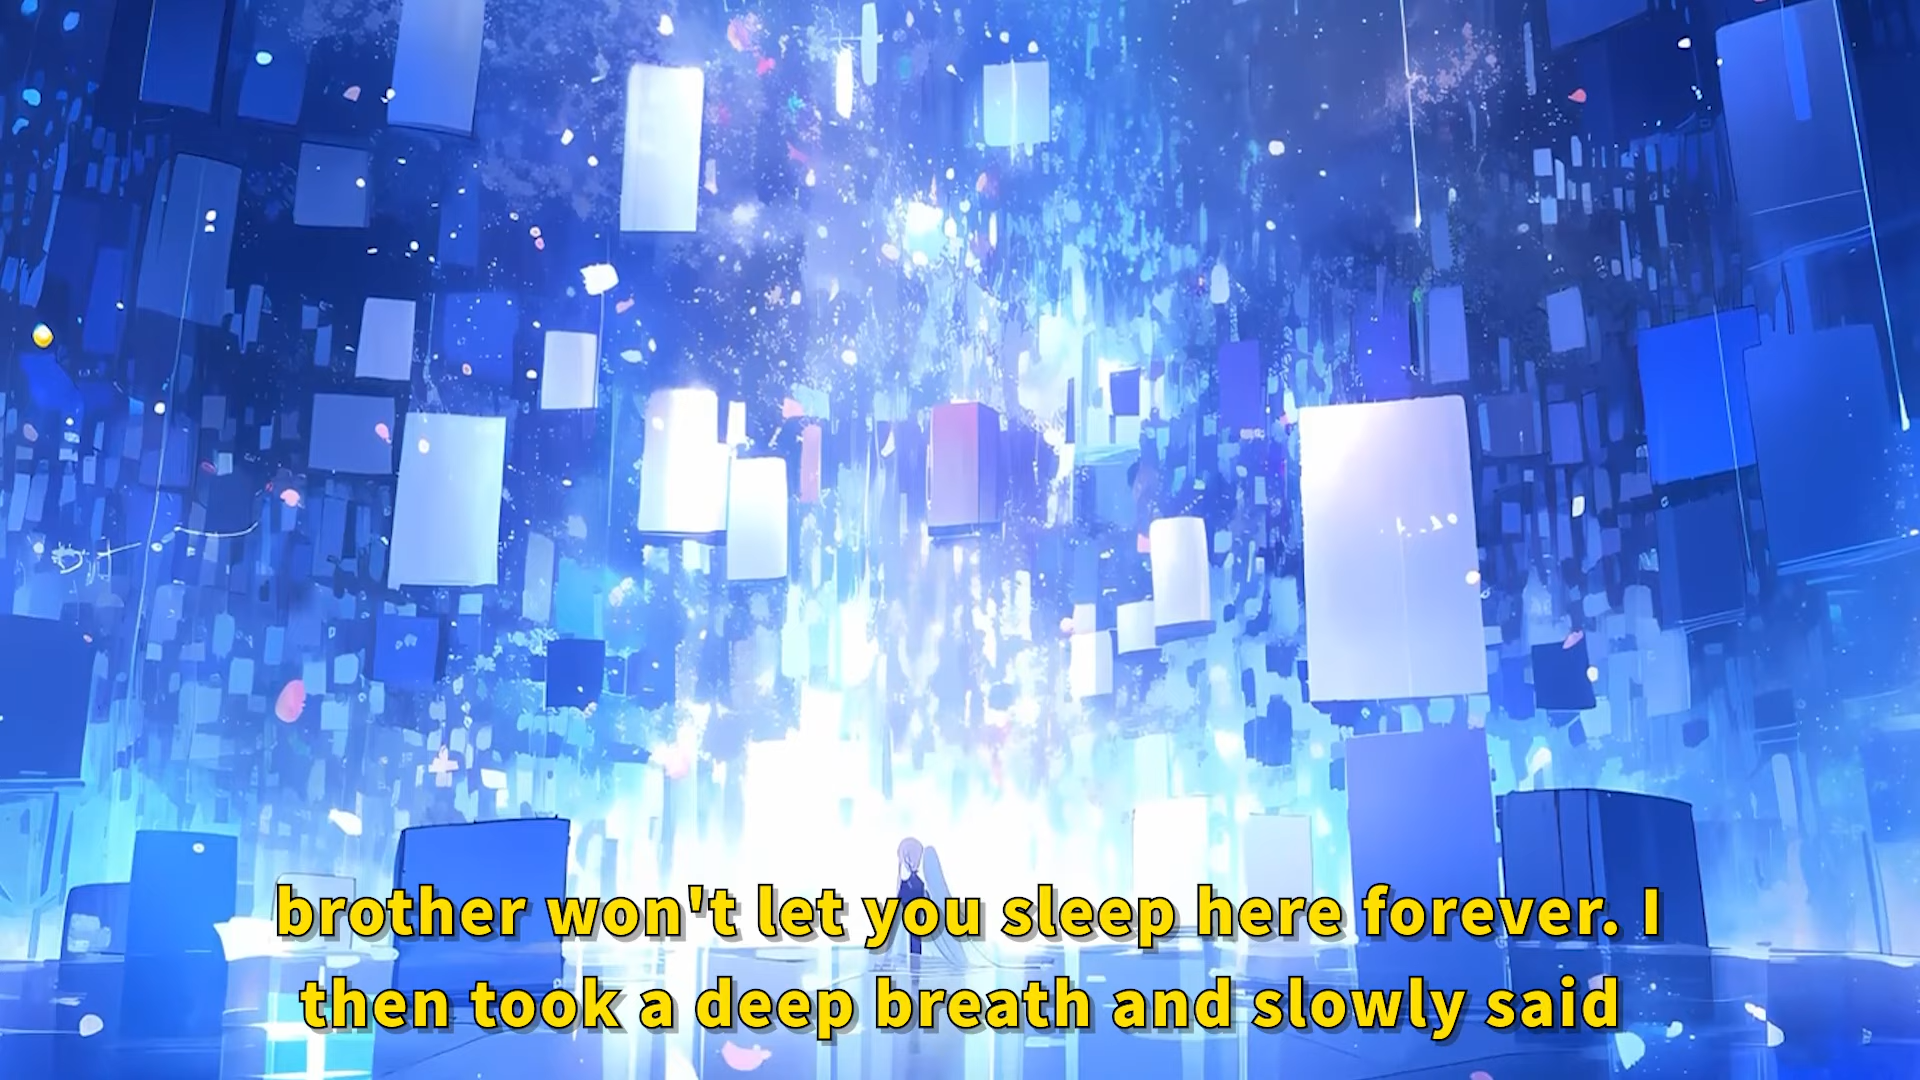 brother won't let you sleep here forever. I
then took a deep breath and slowly said